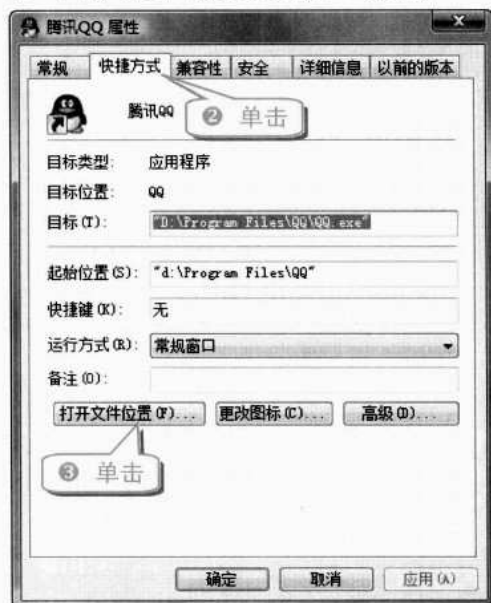 腾讯QQ 属性
常规 快捷方式 兼容性 安全 详细信息 以前的版本
腾讯QQ
❷ 单击
目标类型: 应用程序
目标位置: QQ
目标(T): "D:\Program Files\QQ\QQ.exe"
起始位置(S): "d:\Program Files\QQ"
快捷键(K): 无
运行方式(R): 常规窗口
备注(O):
打开文件位置(F)... 更改图标(C)... 高级(D)...
❸ 单击
确定 取消 应用(A)